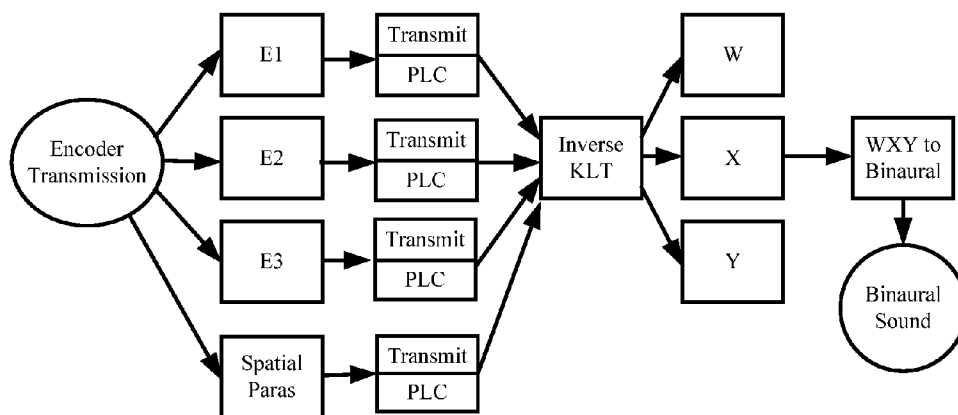 Encoder
Transmission
E1
Transmit
PLC
E2
Transmit
PLC
E3
Transmit
PLC
Spatial
Paras
Transmit
PLC
Inverse
KLT
W
X
Y
WXY to
Binaural
Binaural
Sound